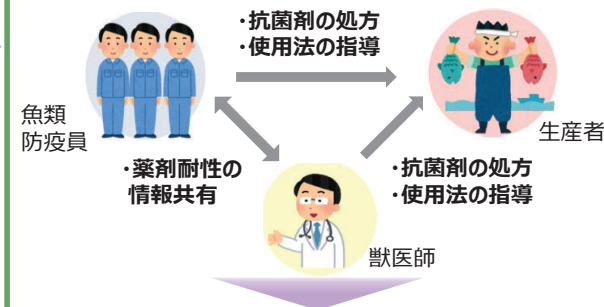 ・抗菌剤の処方
・使用法の指導
魚類
防疫員
生産者
・薬剤耐性の
情報共有
・抗菌剤の処方
・使用法の指導
獣医師